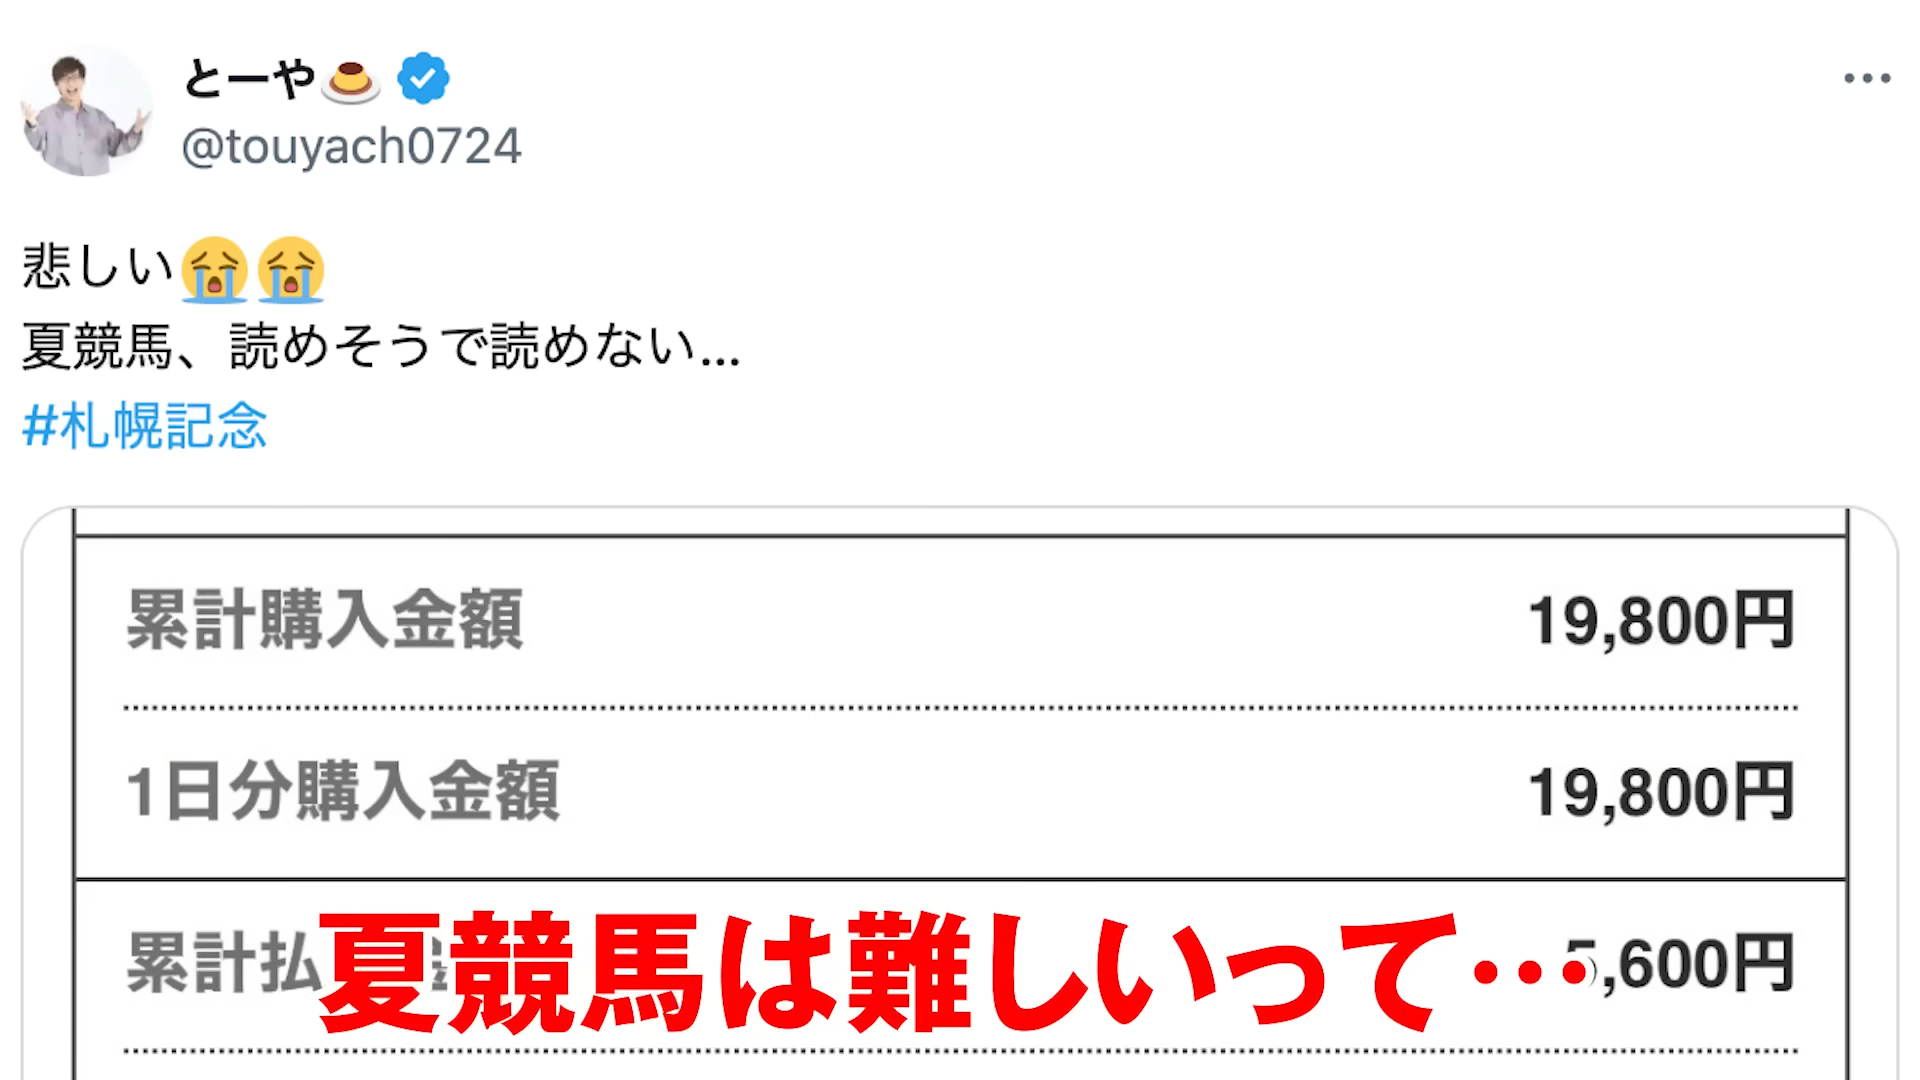 とーや🍮
@touyach0724
悲しい😭😭
夏競馬、読めそうで読めない...
#札幌記念
累計購入金額 19,800円
1日分購入金額 19,800円
累計払 5,600円
夏競馬は難しいって…